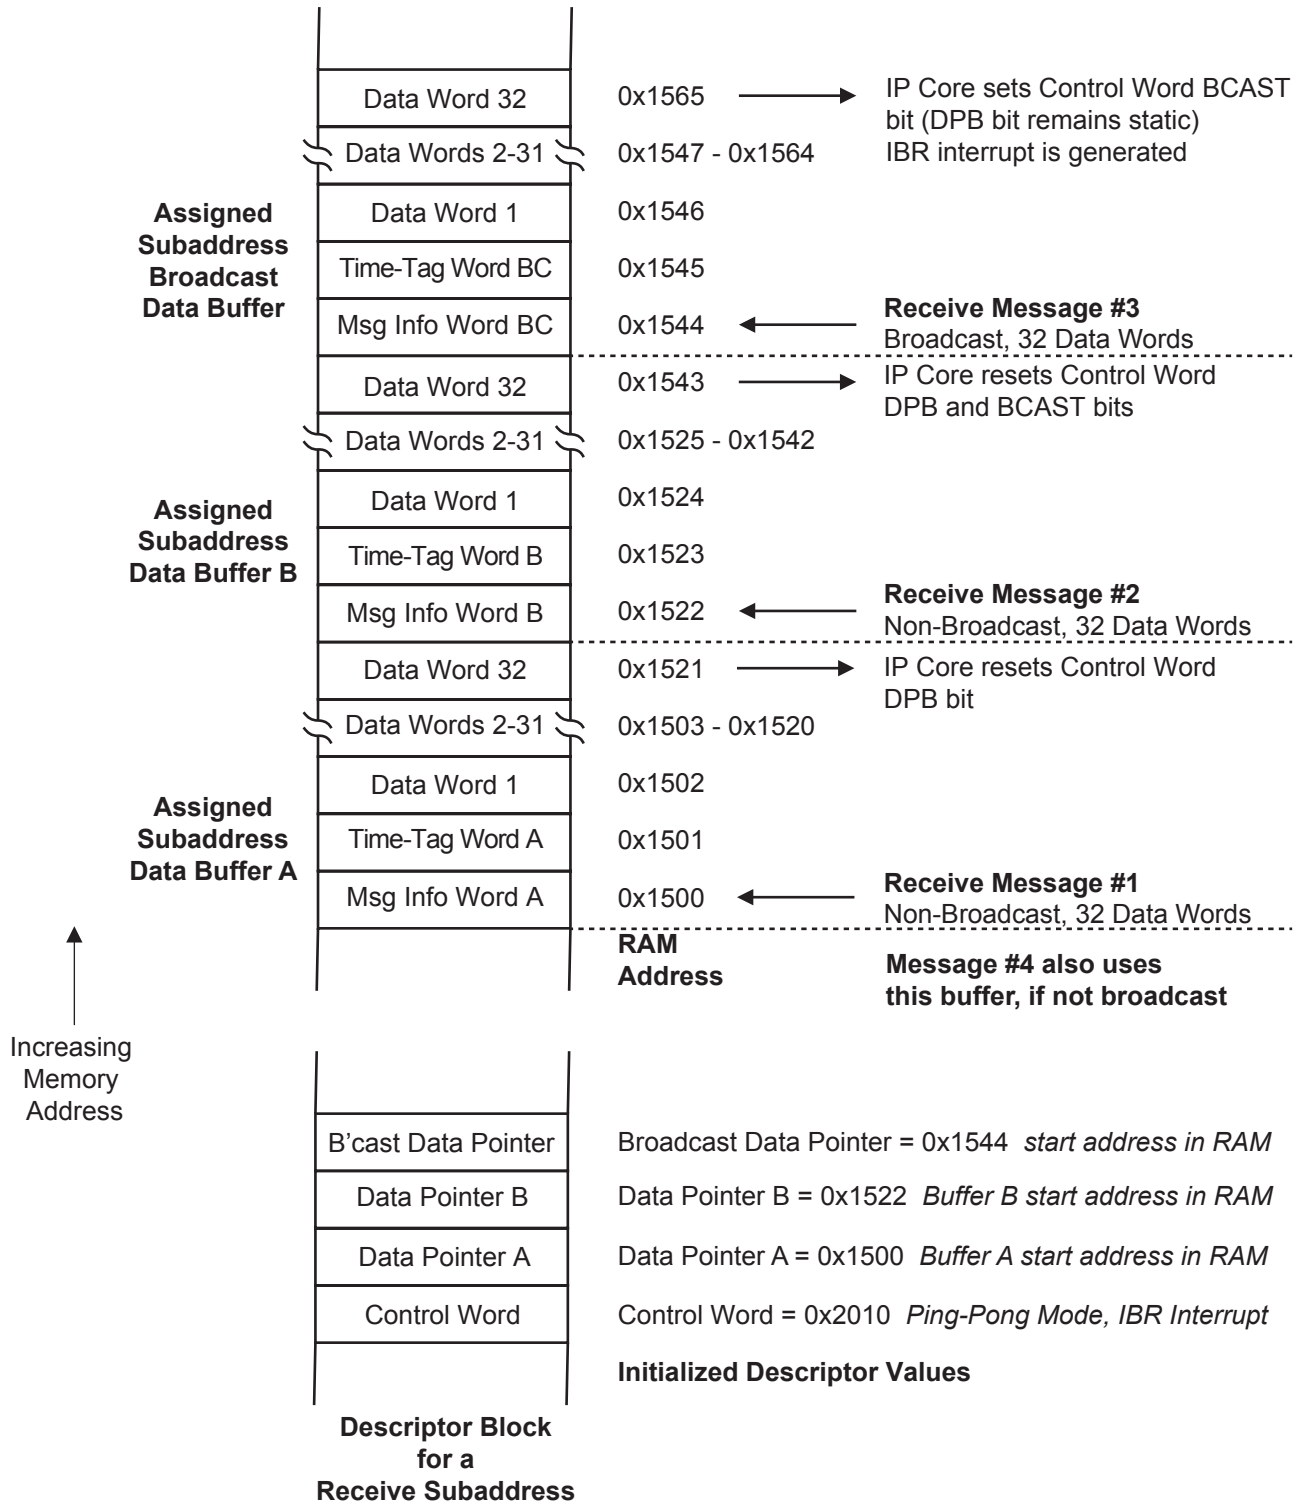 Data Word 32
0x1565
IP Core sets Control Word BCAST
bit (DPB bit remains static)
IBR interrupt is generated
Data Words 2-31
0x1547 - 0x1564
Assigned
Subaddress
Broadcast
Data Buffer
Data Word 1
0x1546
Time-Tag Word BC
0x1545
Msg Info Word BC
0x1544
Receive Message #3
Broadcast, 32 Data Words
Data Word 32
0x1543
IP Core resets Control Word
DPB and BCAST bits
Data Words 2-31
0x1525 - 0x1542
Assigned
Subaddress
Data Buffer B
Data Word 1
0x1524
Time-Tag Word B
0x1523
Msg Info Word B
0x1522
Receive Message #2
Non-Broadcast, 32 Data Words
Data Word 32
0x1521
IP Core resets Control Word
DPB bit
Data Words 2-31
0x1503 - 0x1520
Assigned
Subaddress
Data Buffer A
Data Word 1
0x1502
Time-Tag Word A
0x1501
Msg Info Word A
0x1500
Receive Message #1
Non-Broadcast, 32 Data Words
RAM
Address
Message #4 also uses
this buffer, if not broadcast
Increasing
Memory
Address
B'cast Data Pointer
Broadcast Data Pointer = 0x1544 start address in RAM
Data Pointer B
Data Pointer B = 0x1522 Buffer B start address in RAM
Data Pointer A
Data Pointer A = 0x1500 Buffer A start address in RAM
Control Word
Control Word = 0x2010 Ping-Pong Mode, IBR Interrupt
Initialized Descriptor Values
Descriptor Block
for a
Receive Subaddress